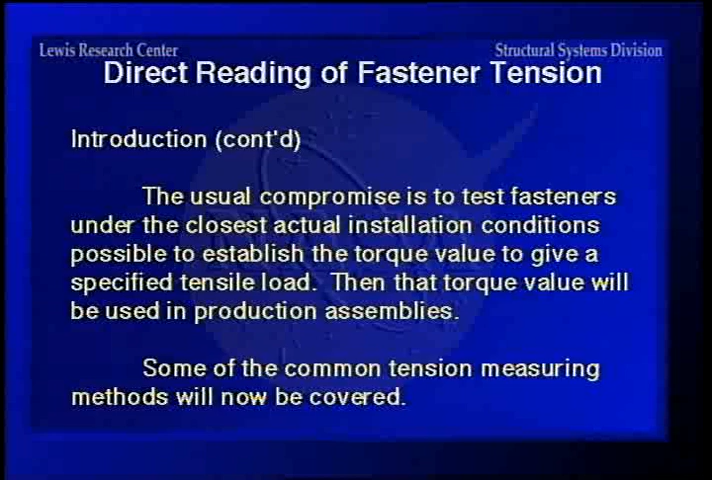 Lewis Research Center
Structural Systems Division
Direct Reading of Fastener Tension
Introduction (cont'd)
The usual compromise is to test fasteners
under the closest actual installation conditions
possible to establish the torque value to give a
specified tensile load. Then that torque value will
be used in production assemblies.
Some of the common tension measuring
methods will now be covered.